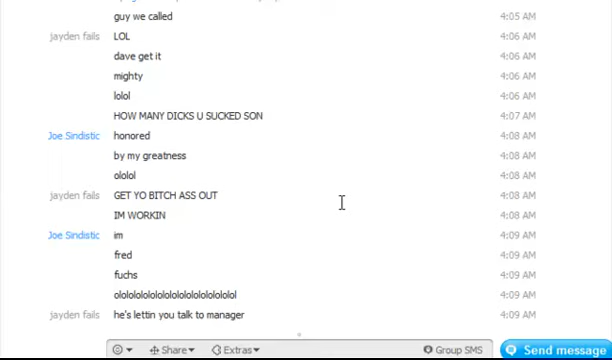 guy we called 4:05 AM
jayden fails LOL 4:06 AM
dave get it 4:06 AM
mighty 4:06 AM
lolol 4:06 AM
HOW MANY DICKS U SUCKED SON 4:07 AM
Joe Sindistic honored 4:08 AM
by my greatness 4:08 AM
ololol 4:08 AM
jayden fails GET YO BITCH ASS OUT 4:08 AM
IM WORKIN 4:08 AM
Joe Sindistic im 4:09 AM
fred 4:09 AM
fuchs 4:09 AM
olololololololololololololololol 4:09 AM
jayden fails he's lettin you talk to manager 4:09 AM
Share Extras Group SMS Send message